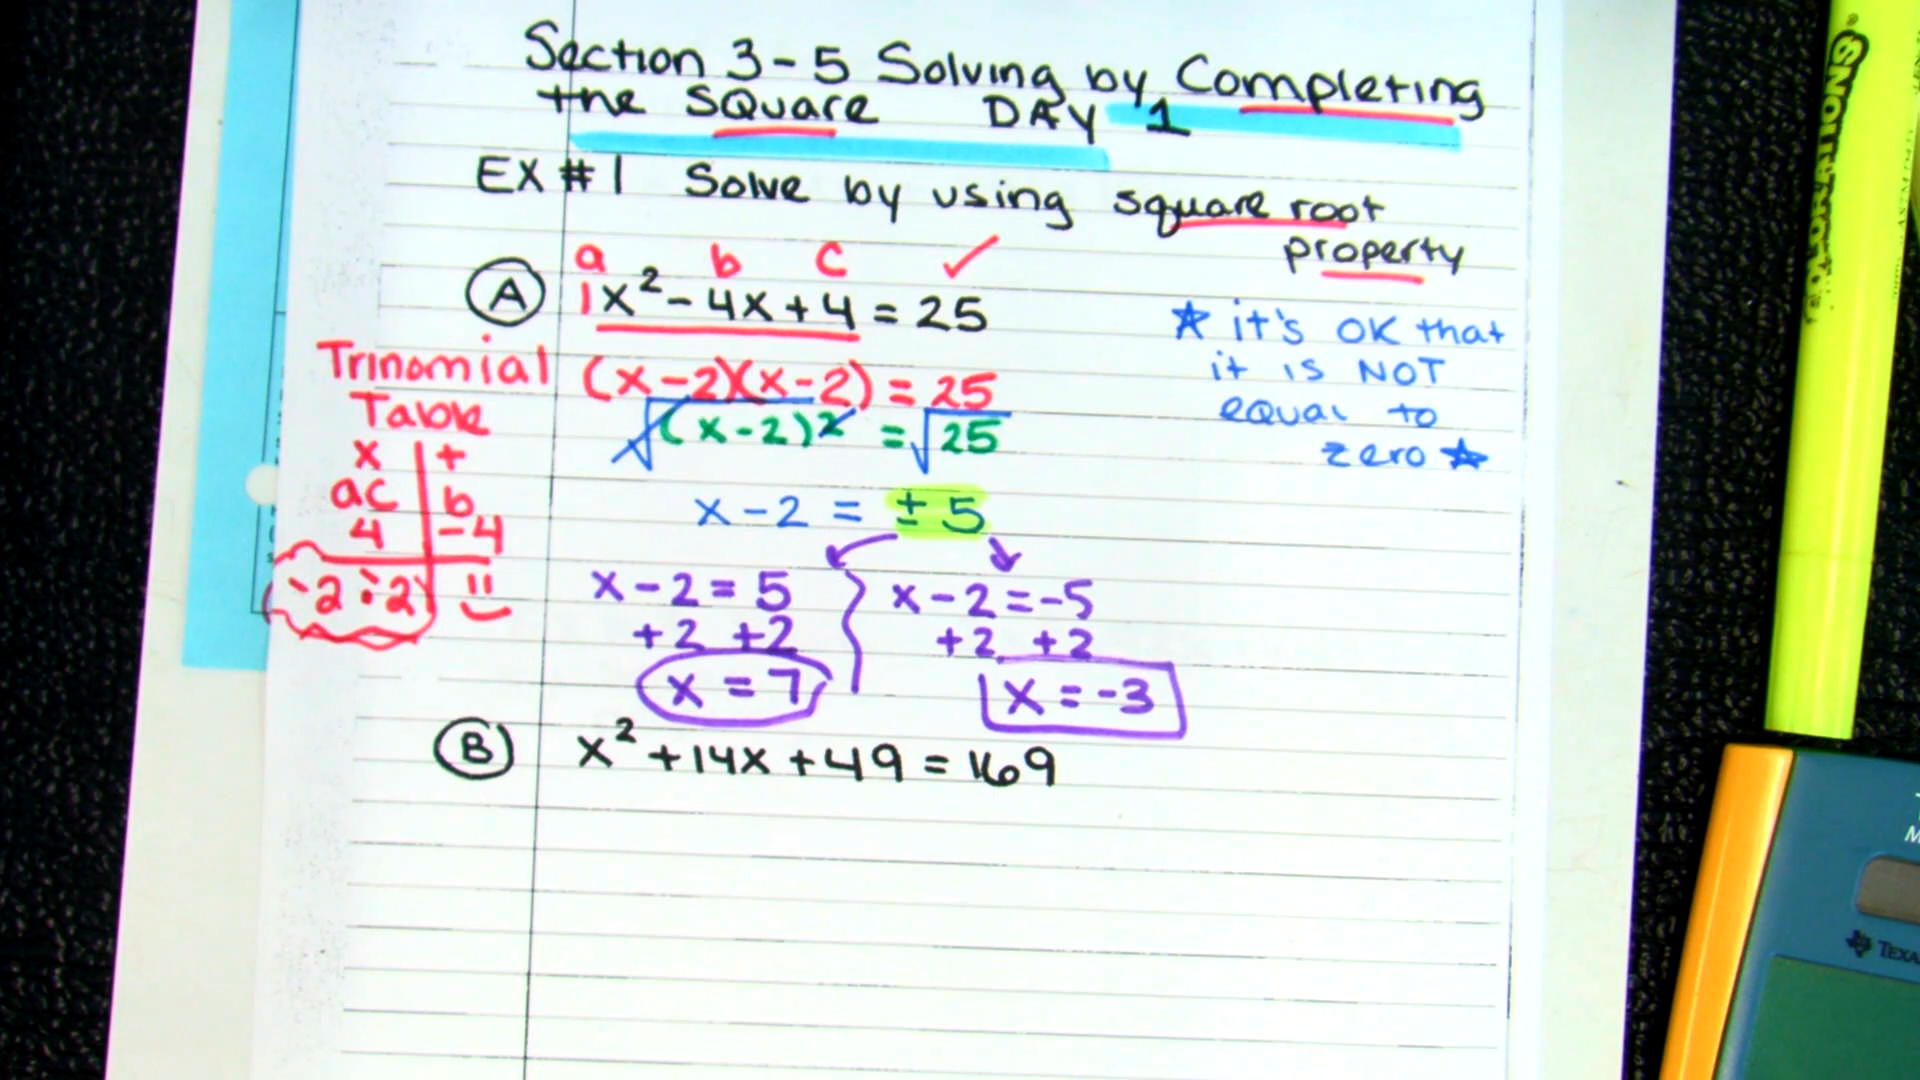 Section 3-5 Solving by Completing
the Square DAY 1
EX #1 Solve by using square root
property
a b c ✓
Ⓐ 1x² - 4x + 4 = 25
★ it's OK that
it is NOT
equal to
zero ★
Trinomial
Table
x | +
ac | b
4 | -4
-2 · -2 | ..
(x-2)(x-2) = 25
√(x-2)² = √25
x - 2 = ± 5
x - 2 = 5
+2 +2
x = 7
x - 2 = -5
+2 +2
x = -3
Ⓑ x² + 14x + 49 = 169
TEXA